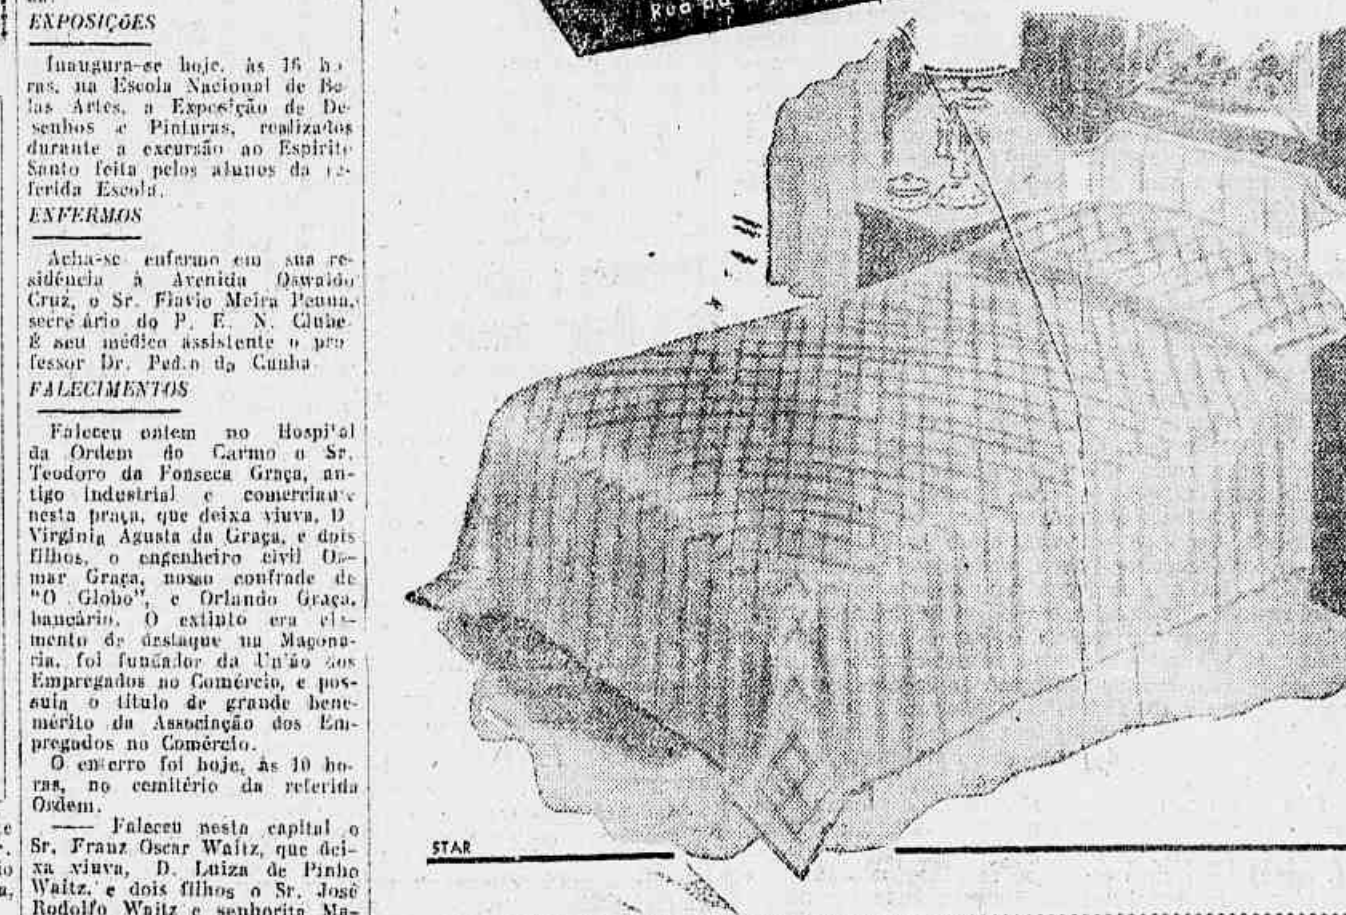 EXPOSIÇÕES
Inaugura-se hoje, às 16 ho
ras, na Escola Nacional de Be
las Artes, a Exposição de De
senhos e Pinturas, realizados
durante a excursão ao Espirito
Santo feita pelos alunos da re-
ferida Escola.
ENFERMOS
Acha-se enfermo em sua re-
sidência à Avenida Oswaldo
Cruz, o Sr. Flavio Meira Penna,
secretário do P. E. N. Clube.
É seu médico assistente o pro
fessor Dr. Pedro da Cunha
FALECIMENTOS
Faleceu ontem no Hospital
da Ordem do Carmo o Sr.
Teodoro da Fonseca Graça, an-
tigo industrial e comerciante
nesta praça, que deixa viuva, D.
Virginia Agusta da Graça, e dois
filhos, o engenheiro civil Os-
mar Graça, nosso confrade de
"O Globo", e Orlando Graça,
bancário. O extinto era ele-
mento de destaque na Maçona-
ria, foi fundador da União dos
Empregados no Comércio, e pos-
suia o título de grande bene-
mérito da Associação dos Em-
pregados no Comércio.
O enterro foi hoje, às 10 ho-
ras, no cemitério da referida
Ordem.
—— Faleceu nesta capital o
Sr. Franz Oscar Waitz, que dei-
xa viuva, D. Luiza de Pinho
Waitz, e dois filhos o Sr. José
Rodolfo Waitz e senhorita Ma-
Rua da
STAR